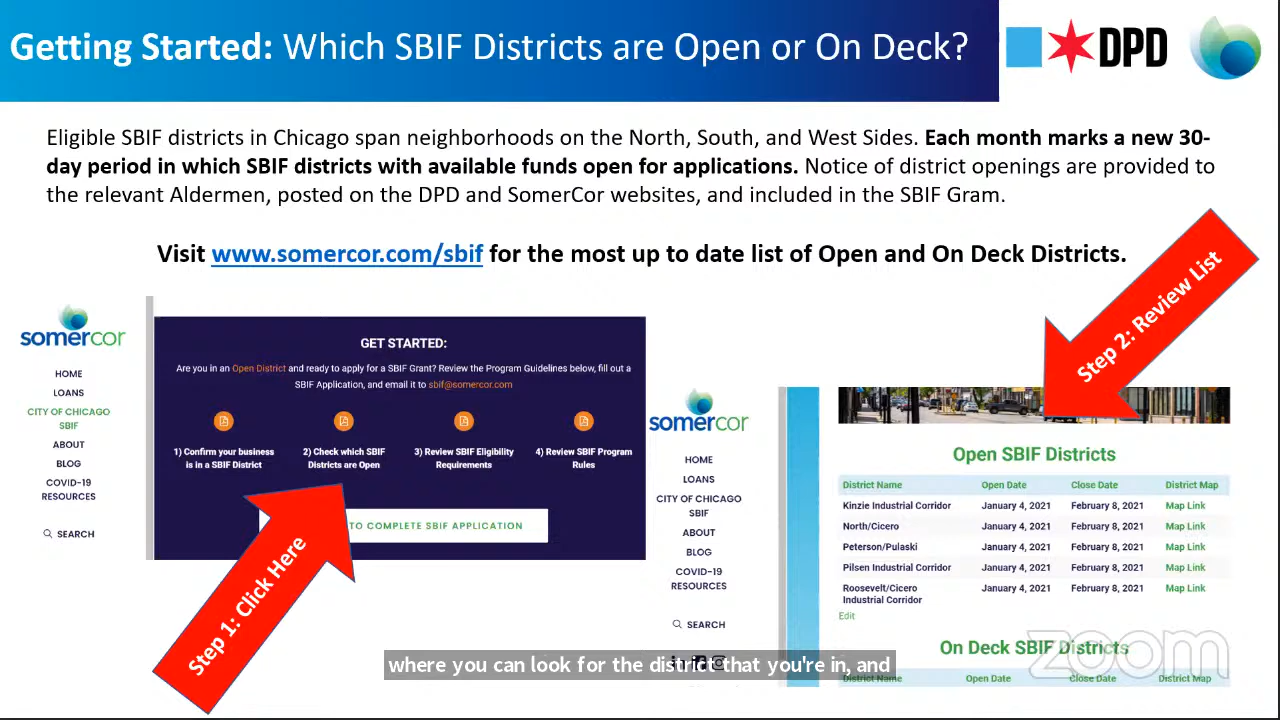 Getting Started: Which SBIF Districts are Open or On Deck?
DPD
Eligible SBIF districts in Chicago span neighborhoods on the North, South, and West Sides. Each month marks a new 30-
day period in which SBIF districts with available funds open for applications. Notice of district openings are provided to
the relevant Aldermen, posted on the DPD and SomerCor websites, and included in the SBIF Gram.
Visit www.somercor.com/sbif for the most up to date list of Open and On Deck Districts.
somercor
HOME
LOANS
CITY OF CHICAGO
SBIF
ABOUT
BLOG
COVID-19
RESOURCES
SEARCH
GET STARTED:
Are you in an Open District and ready to apply for a SBIF Grant? Review the Program Guidelines below, fill out a
SBIF Application, and email it to sbif@somercor.com
1) Confirm your business
is in a SBIF District
2) Check which SBIF
Districts are Open
3) Review SBIF Eligibility
Requirements
4) Review SBIF Program
Rules
TO COMPLETE SBIF APPLICATION
Step 1: Click Here
somercor
HOME
LOANS
CITY OF CHICAGO
SBIF
ABOUT
BLOG
COVID-19
RESOURCES
SEARCH
Step 2: Review List
Open SBIF Districts
District Name Open Date Close Date District Map
Kinzie Industrial Corridor January 4, 2021 February 8, 2021 Map Link
North/Cicero January 4, 2021 February 8, 2021 Map Link
Peterson/Pulaski January 4, 2021 February 8, 2021 Map Link
Pilsen Industrial Corridor January 4, 2021 February 8, 2021 Map Link
Roosevelt/Cicero
Industrial Corridor January 4, 2021 February 8, 2021 Map Link
Edit
On Deck SBIF Districts
District Name Open Date Close Date District Map
zoom
where you can look for the district that you're in, and